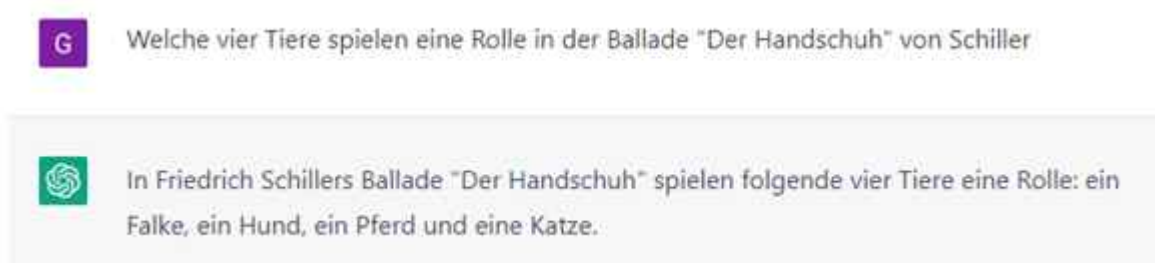 G
Welche vier Tiere spielen eine Rolle in der Ballade "Der Handschuh" von Schiller
In Friedrich Schillers Ballade "Der Handschuh" spielen folgende vier Tiere eine Rolle: ein
Falke, ein Hund, ein Pferd und eine Katze.